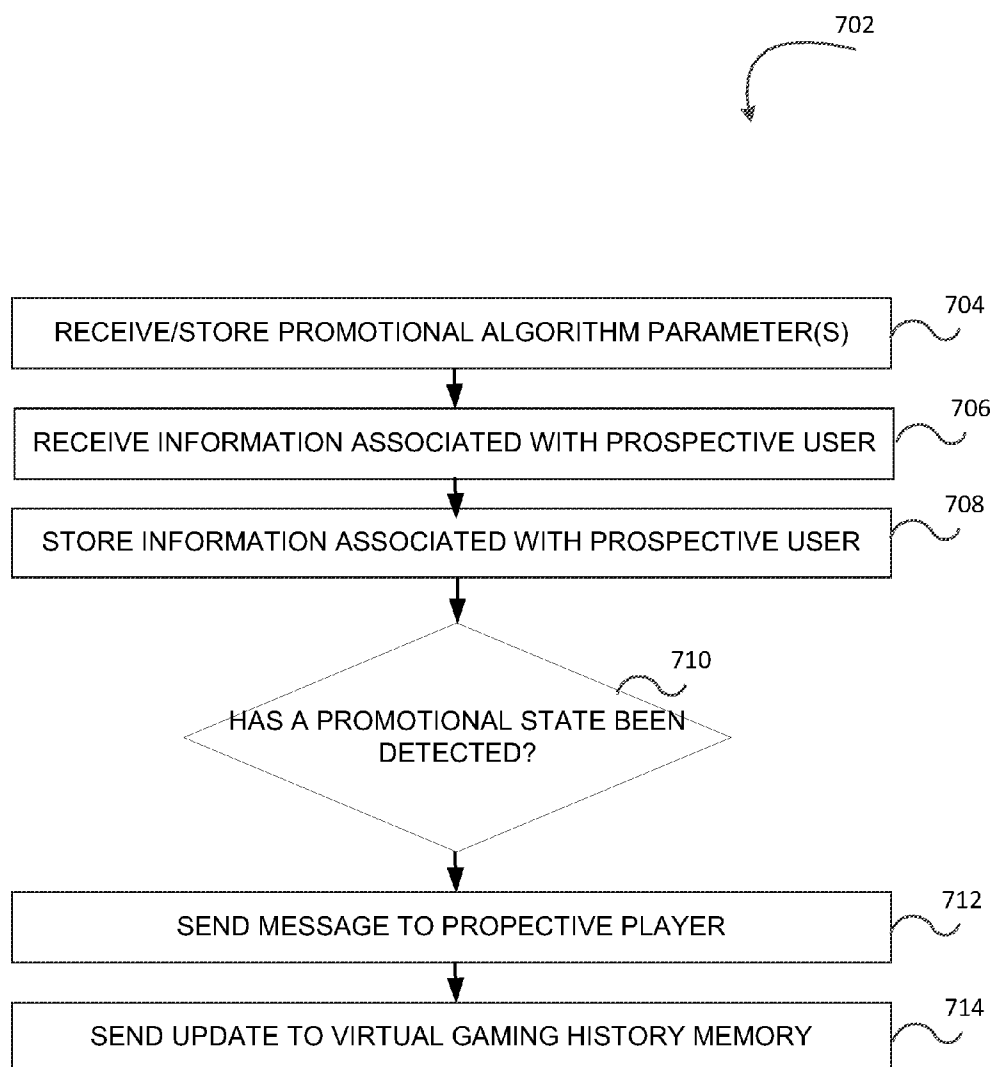 702
RECEIVE/STORE PROMOTIONAL ALGORITHM PARAMETER(S)
704
RECEIVE INFORMATION ASSOCIATED WITH PROSPECTIVE USER
706
STORE INFORMATION ASSOCIATED WITH PROSPECTIVE USER
708
710
HAS A PROMOTIONAL STATE BEEN
DETECTED?
SEND MESSAGE TO PROPECTIVE PLAYER
712
SEND UPDATE TO VIRTUAL GAMING HISTORY MEMORY
714